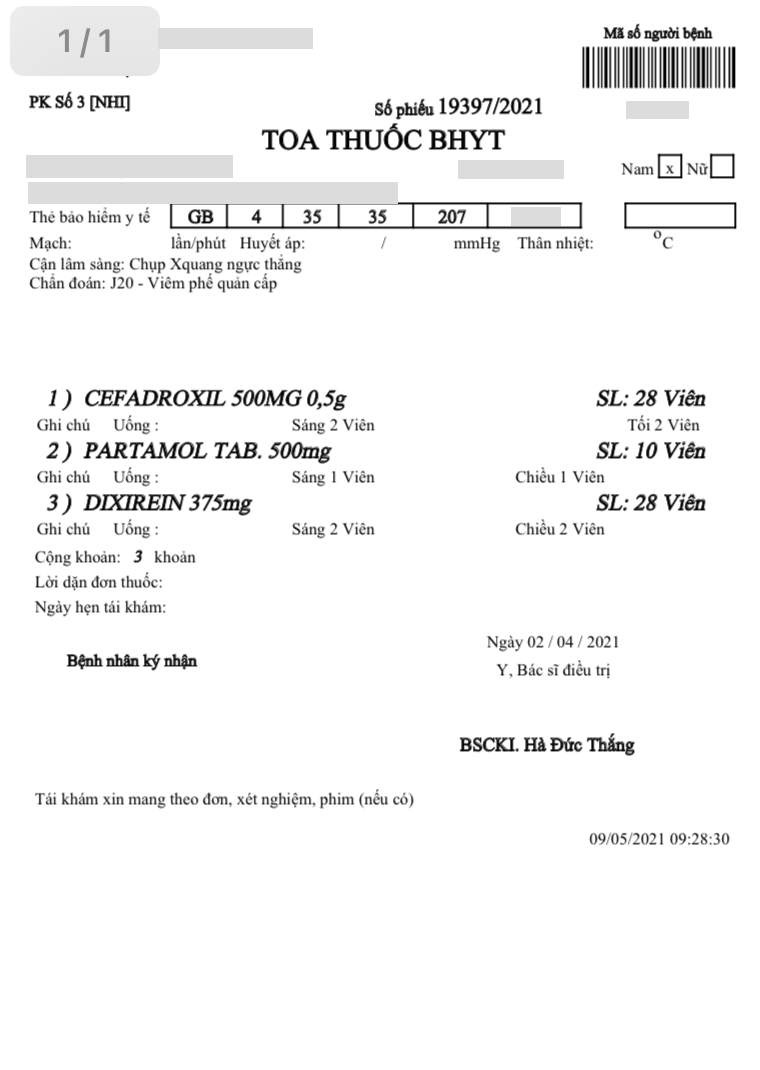 1/1
Mã số người bệnh
PK Số 3 [NHI]
Số phiếu 19397/2021
TOA THUỐC BHYT
Nam x Nữ
Thẻ bảo hiểm y tế GB 4 35 35 207
Mạch: lần/phút Huyết áp: / mmHg Thân nhiệt: °C
Cận lâm sàng: Chụp Xquang ngực thẳng
Chẩn đoán: J20 - Viêm phế quản cấp
1 ) CEFADROXIL 500MG 0,5g SL: 28 Viên
Ghi chú Uống : Sáng 2 Viên Tối 2 Viên
2 ) PARTAMOL TAB. 500mg SL: 10 Viên
Ghi chú Uống : Sáng 1 Viên Chiều 1 Viên
3 ) DIXIREIN 375mg SL: 28 Viên
Ghi chú Uống : Sáng 2 Viên Chiều 2 Viên
Cộng khoản: 3 khoản
Lời dặn đơn thuốc:
Ngày hẹn tái khám:
Ngày 02 / 04 / 2021
Bệnh nhân ký nhận
Y, Bác sĩ điều trị
BSCKI. Hà Đức Thắng
Tái khám xin mang theo đơn, xét nghiệm, phim (nếu có)
09/05/2021 09:28:30